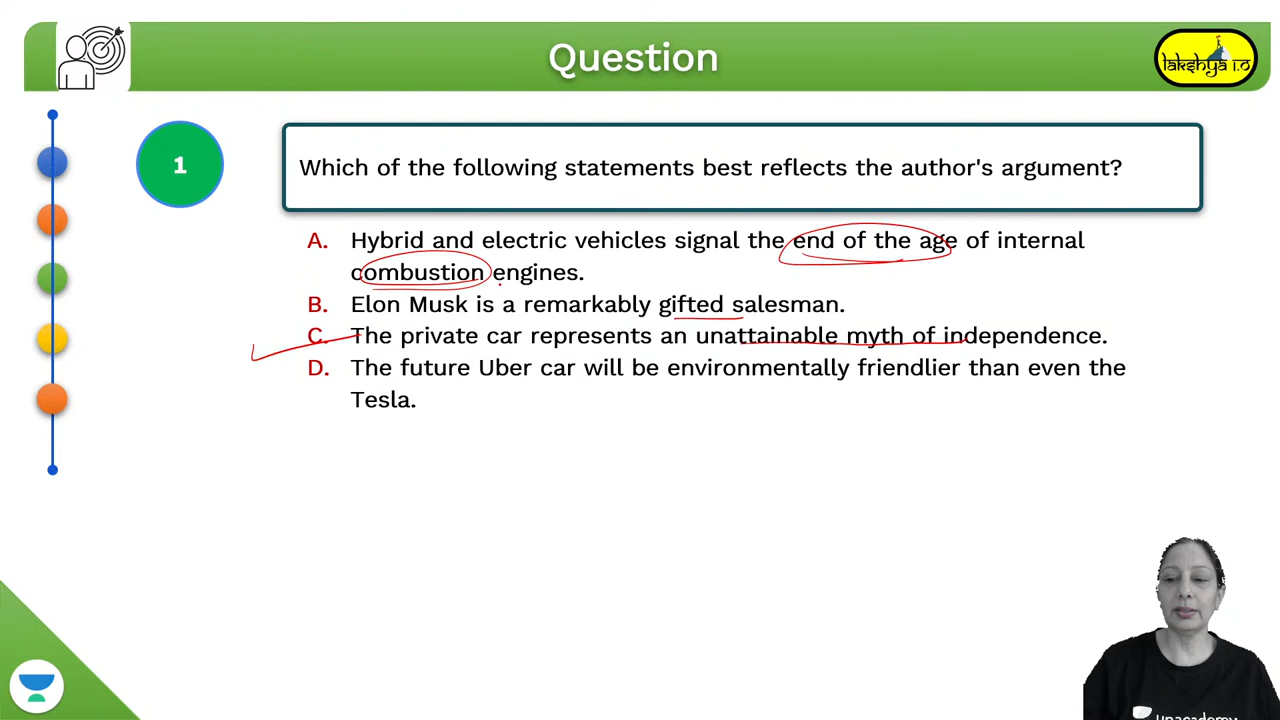 Question
lakshya 1.0
1
Which of the following statements best reflects the author's argument?
A. Hybrid and electric vehicles signal the end of the age of internal
combustion engines.
B. Elon Musk is a remarkably gifted salesman.
C. The private car represents an unattainable myth of independence.
D. The future Uber car will be environmentally friendlier than even the
Tesla.
unacademy